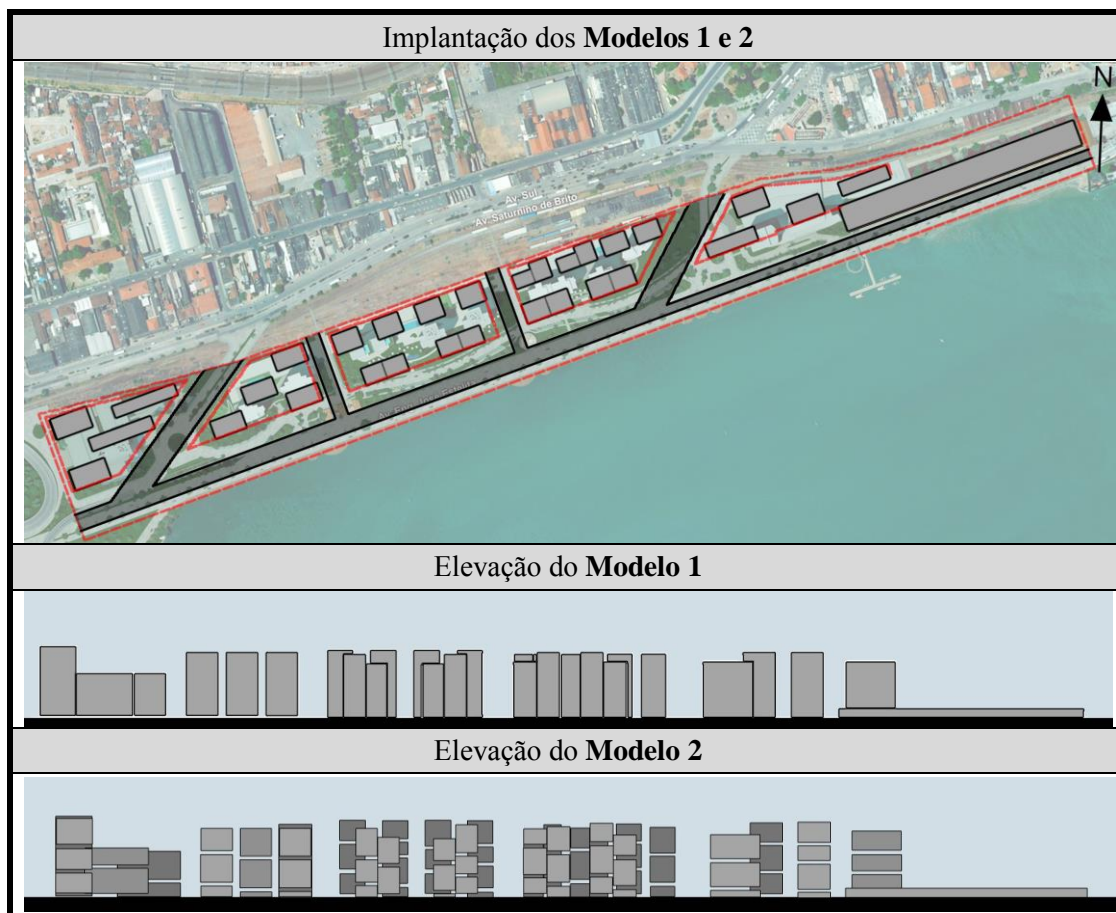 Implantação dos Modelos 1 e 2
N
Av. Sul
Av. Saturnino de Brito
Elevação do Modelo 1
Elevação do Modelo 2